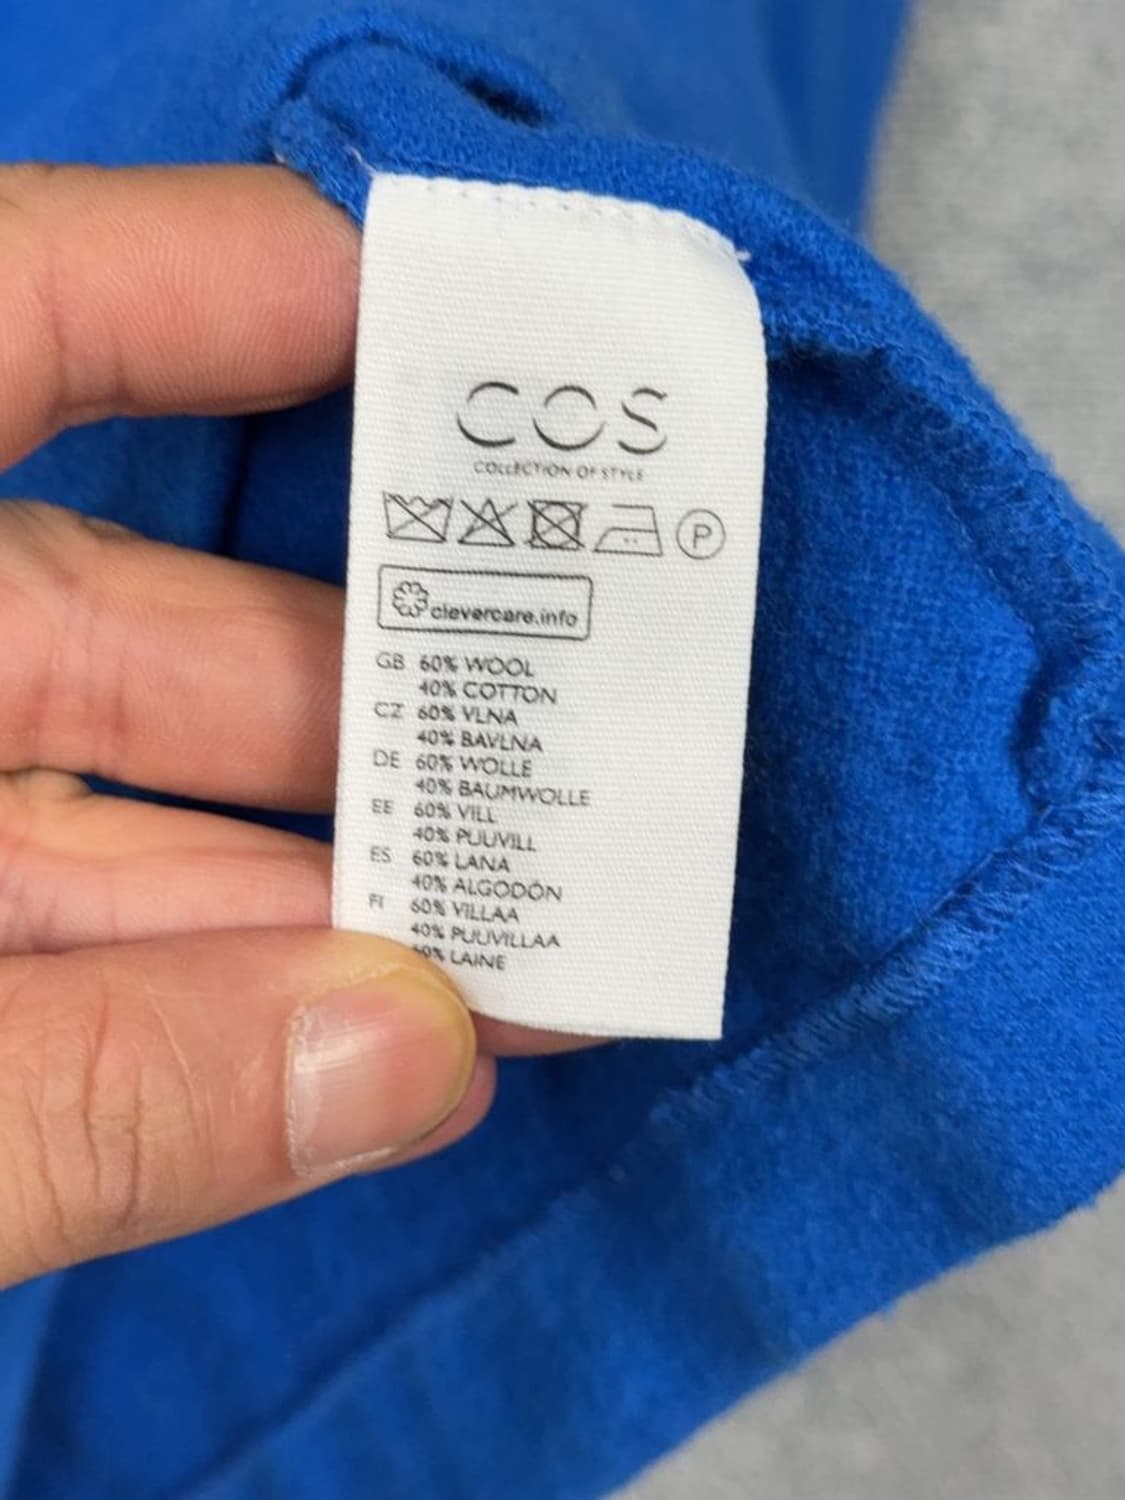 COS
COLLECTION OF STYLE
P
clevercare.info
GB 60% WOOL
40% COTTON
CZ 60% VLNA
40% BAVLNA
DE 60% WOLLE
40% BAUMWOLLE
EE 60% VILL
40% PUUVILL
ES 60% LANA
40% ALGODÓN
FI 60% VILLAA
40% PUUVILLAA
60% LAINE